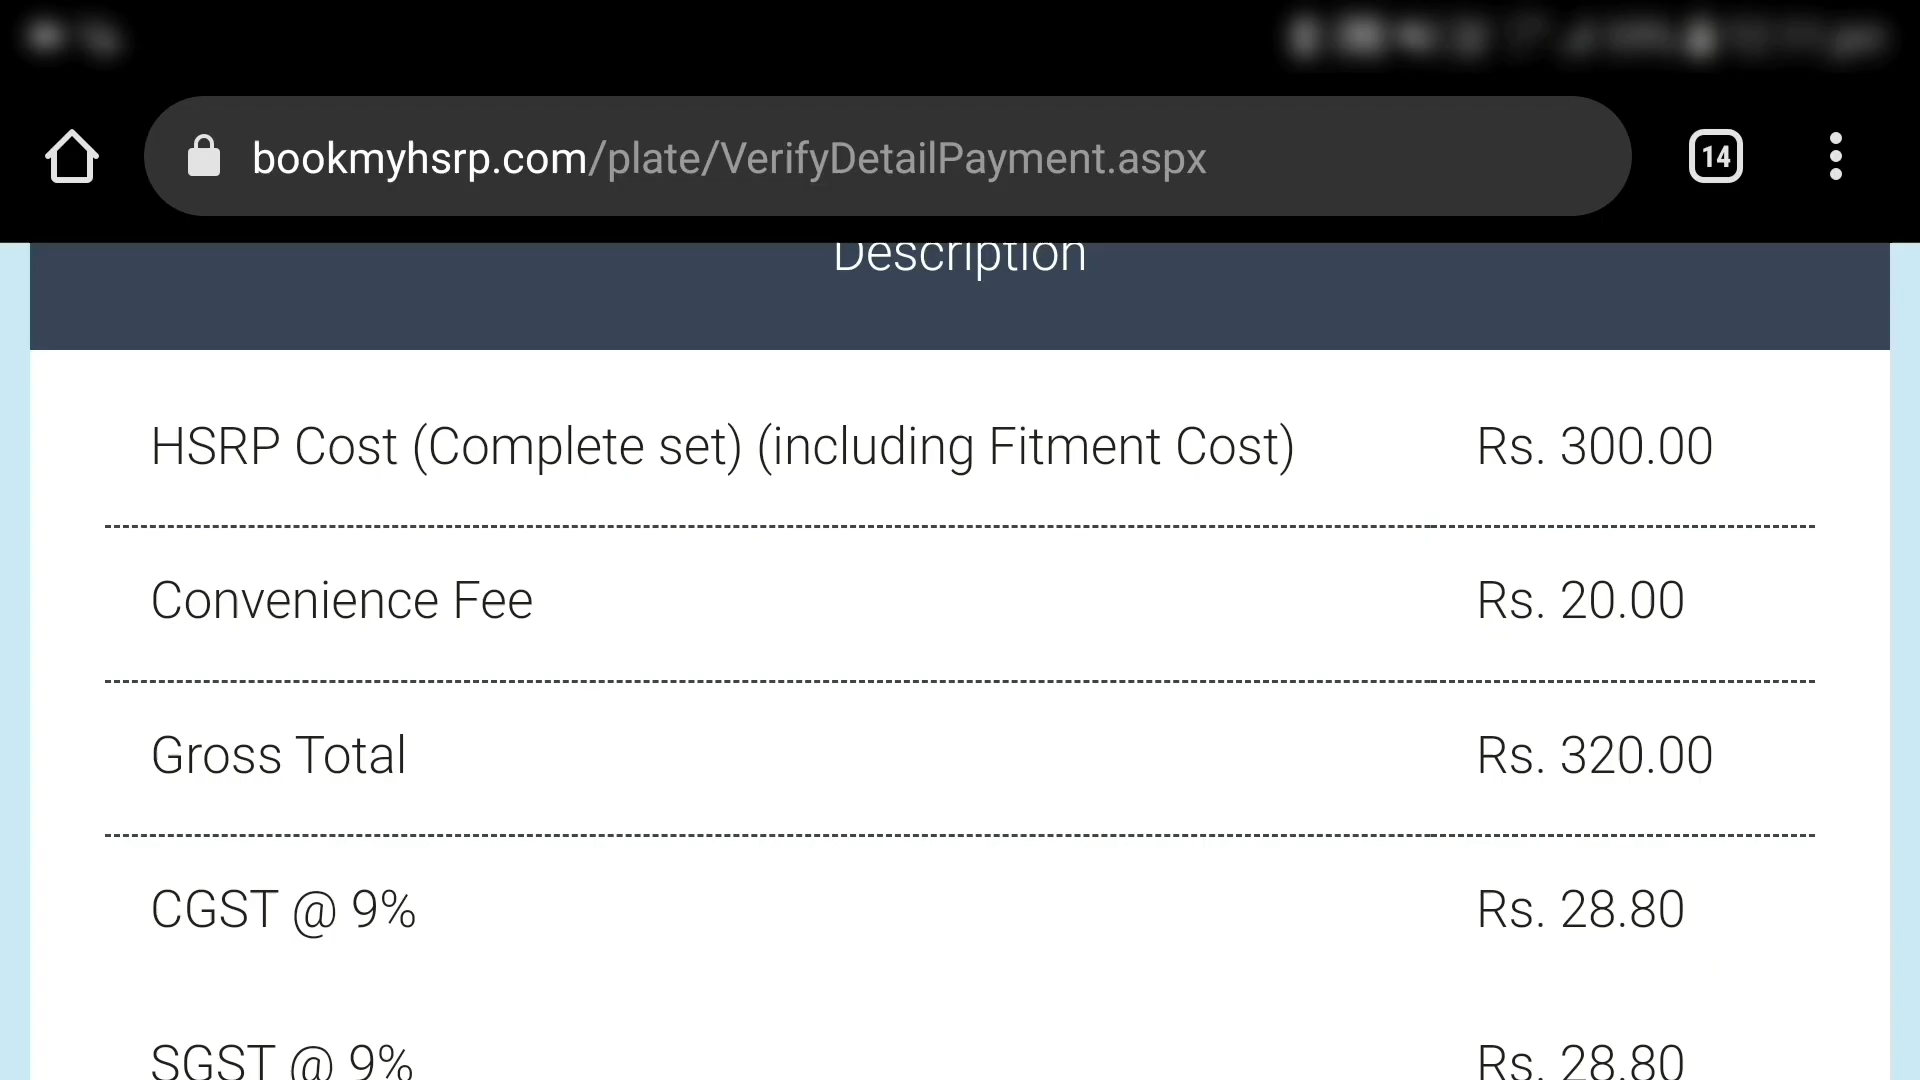 bookmyhsrp.com/plate/VerifyDetailPayment.aspx
14
Description
HSRP Cost (Complete set) (including Fitment Cost) Rs. 300.00
Convenience Fee Rs. 20.00
Gross Total Rs. 320.00
CGST @ 9% Rs. 28.80
SGST @ 9% Rs. 28.80